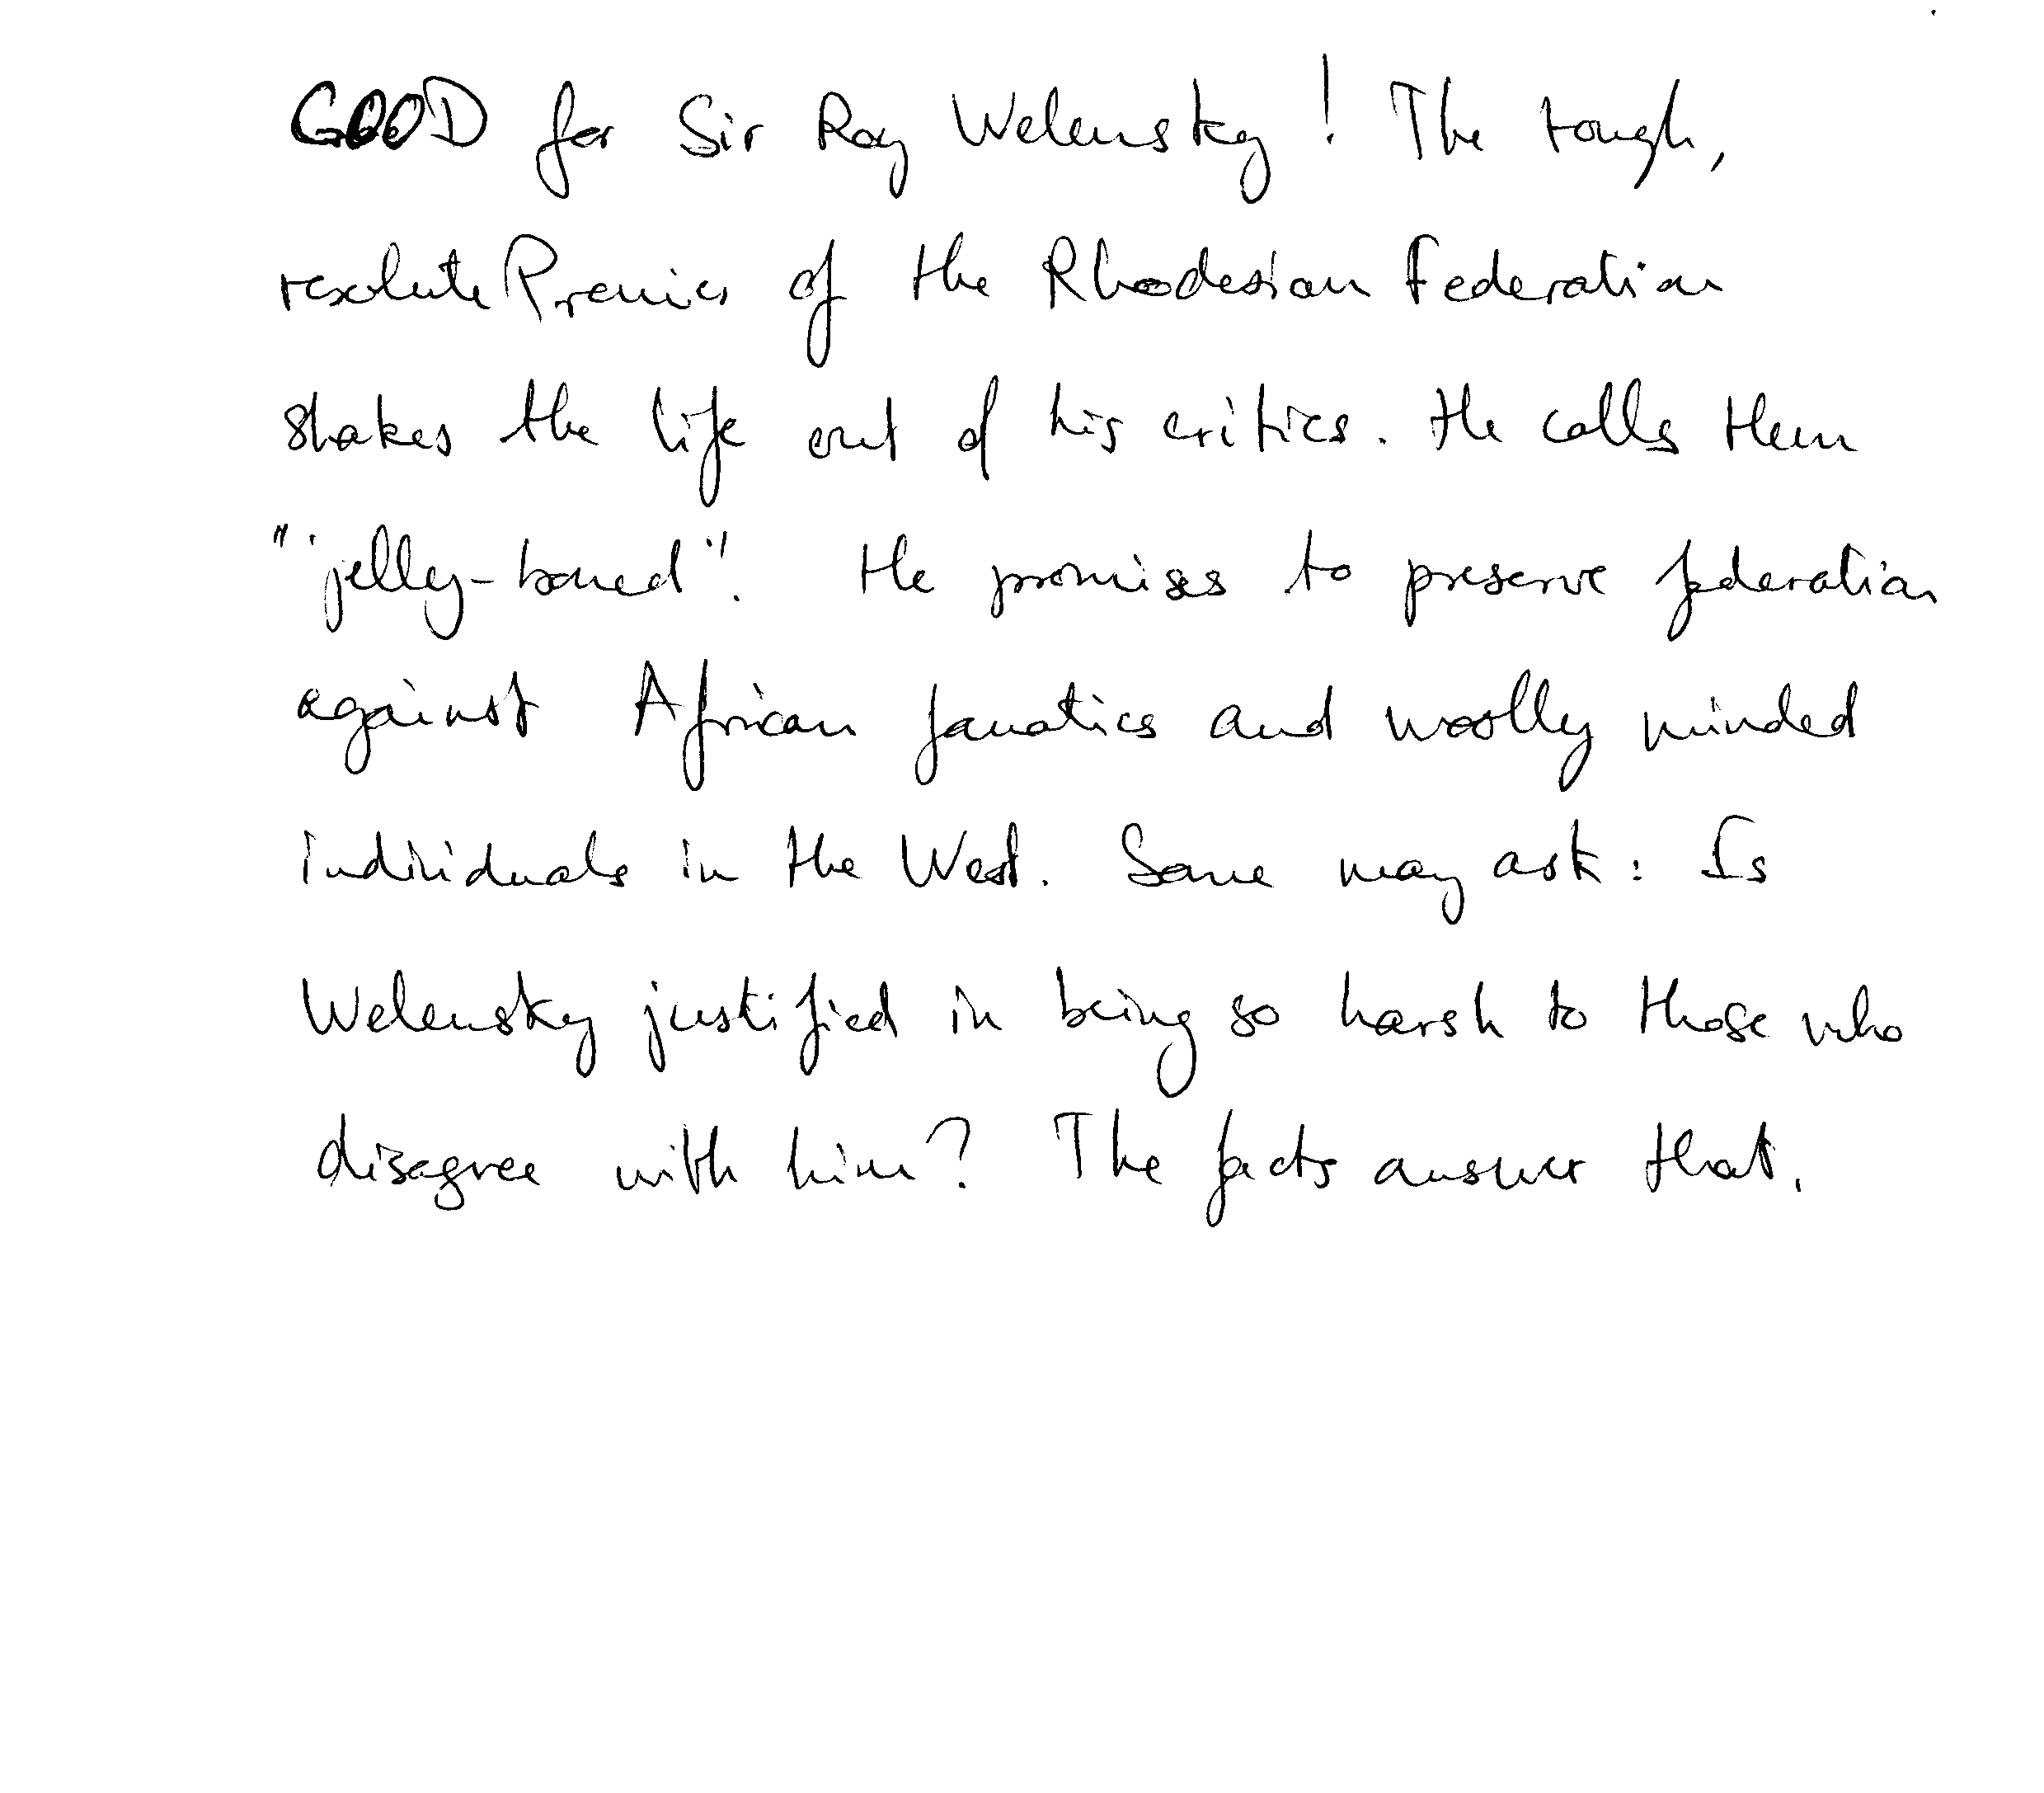 GOOD for Sir Roy Welensky! The tough,
resolute Premier of the Rhodesian Federation
shakes the life out of his critics. He calls them
"jelly-boned". He promises to preserve federation
against African fanatics and woolly minded
individuals in the West. Some may ask: Is
Welensky justified in being so harsh to those who
disagree with him? The facts answer that.